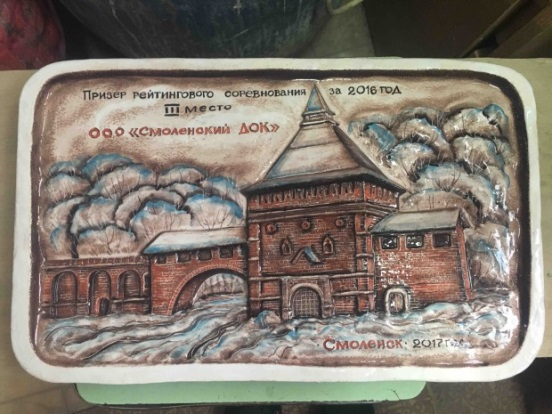 Призер рейтингового соревнования за 2016 год
III место
ООО «Смоленский ДОК»
Смоленск. 2017 год